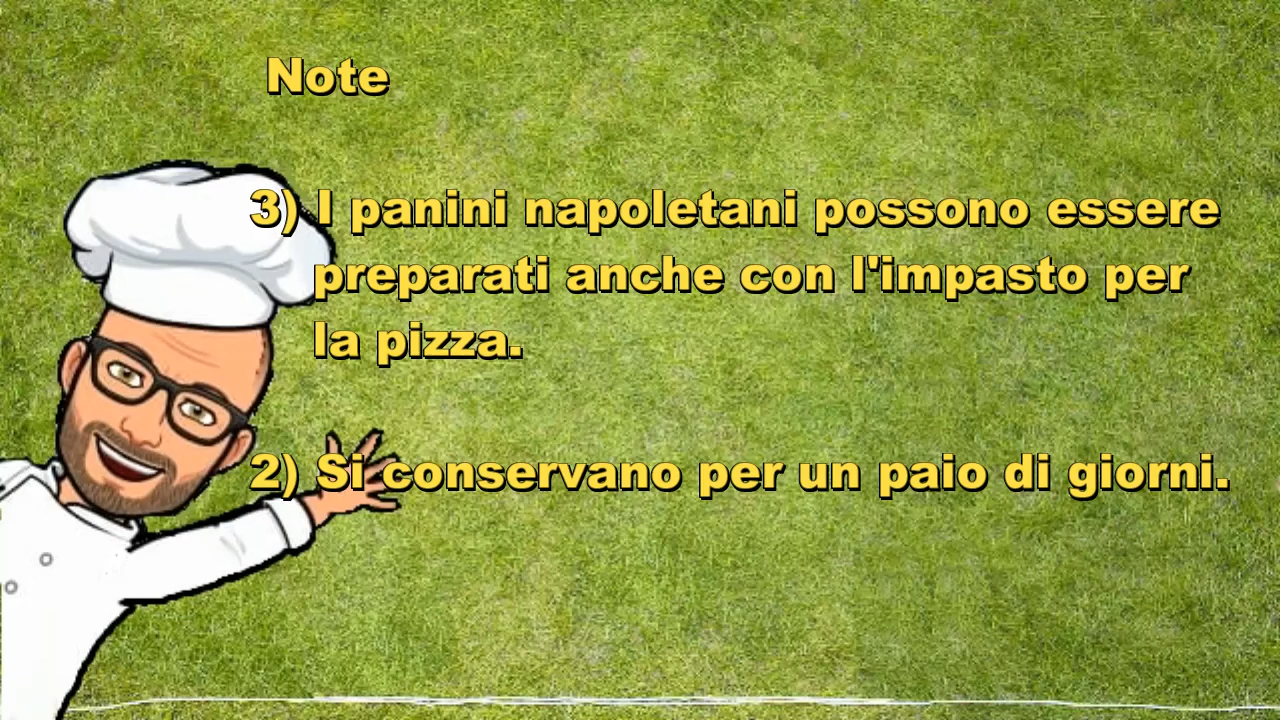 Note
3) I panini napoletani possono essere
preparati anche con l'impasto per
la pizza.
2) Si conservano per un paio di giorni.